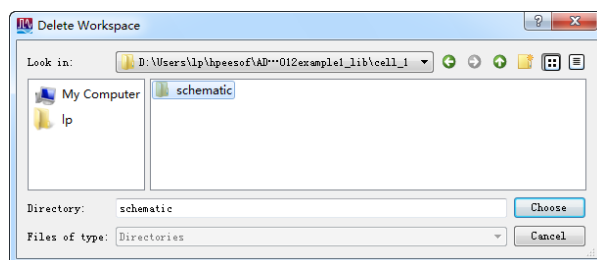 Delete Workspace
Look in: D:\Users\lp\hpeesof\AD···012example1_lib\cell_1
My Computer
lp
schematic
Directory: schematic Choose
Files of type: Directories Cancel